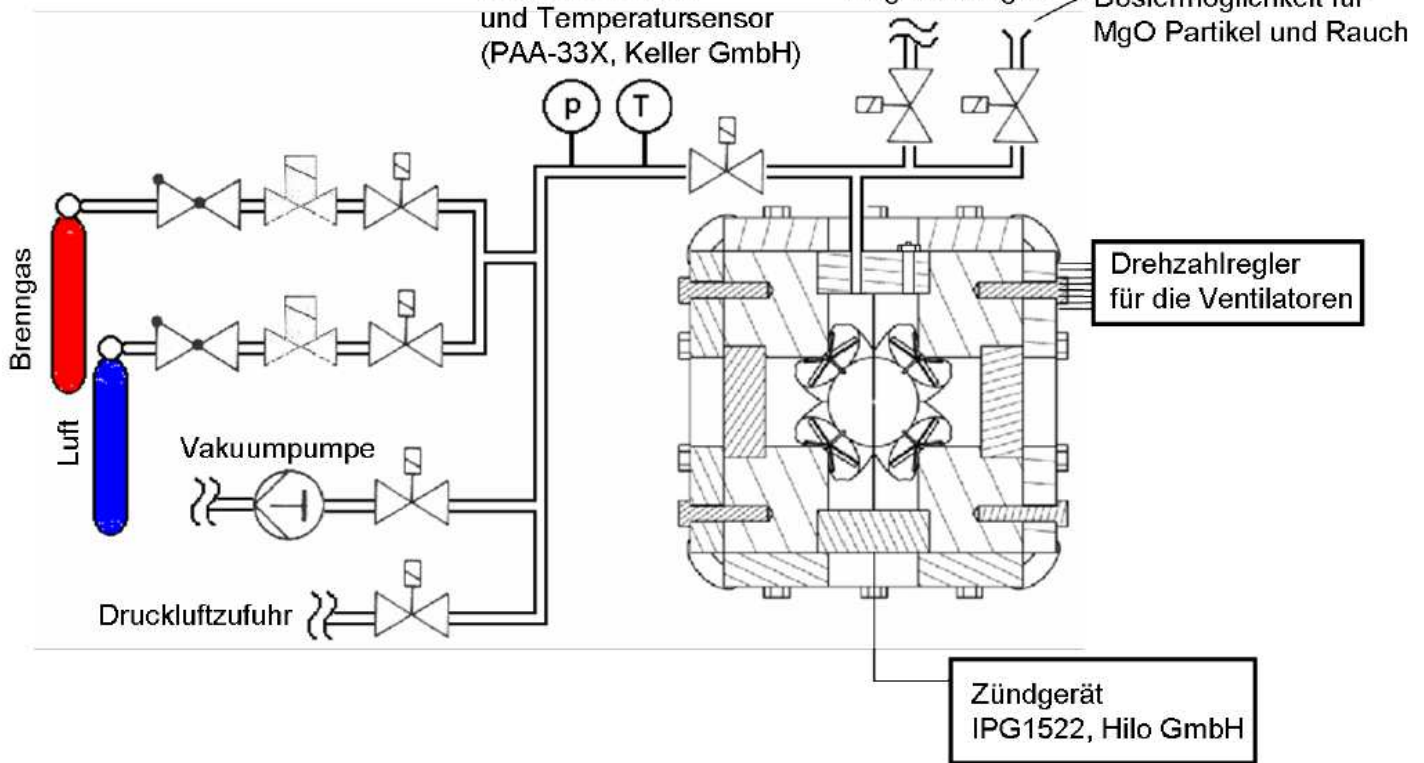 und Temperatursensor
(PAA-33X, Keller GmbH)
MgO Partikel und Rauch
p
T
Brenngas
Luft
Drehzahlregler
für die Ventilatoren
Vakuumpumpe
Druckluftzufuhr
Zündgerät
IPG1522, Hilo GmbH